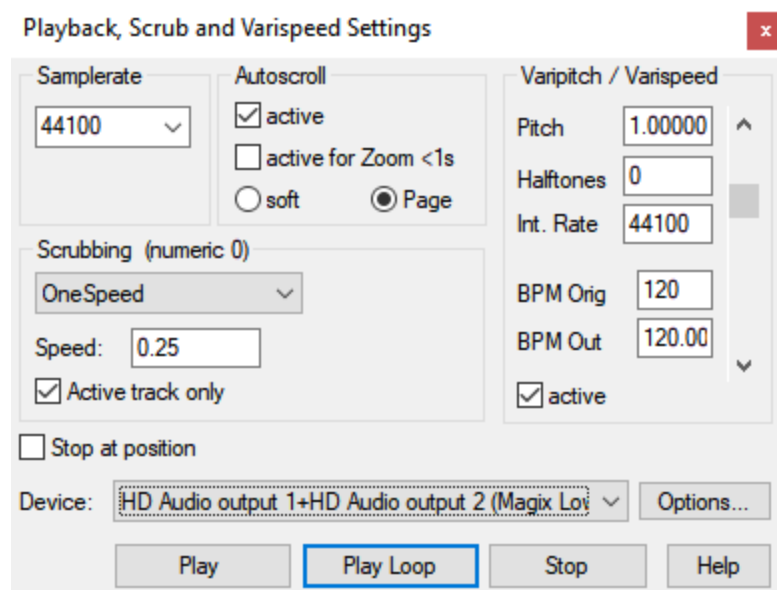 Playback, Scrub and Varispeed Settings
x
Samplerate
44100
Autoscroll
active
active for Zoom <1s
soft
Page
Varipitch / Varispeed
Pitch 1.00000
Halftones 0
Int. Rate 44100
BPM Orig 120
BPM Out 120.00
active
Scrubbing (numeric 0)
OneSpeed
Speed: 0.25
Active track only
Stop at position
Device: HD Audio output 1+HD Audio output 2 (Magix Lov Options...
Play Play Loop Stop Help